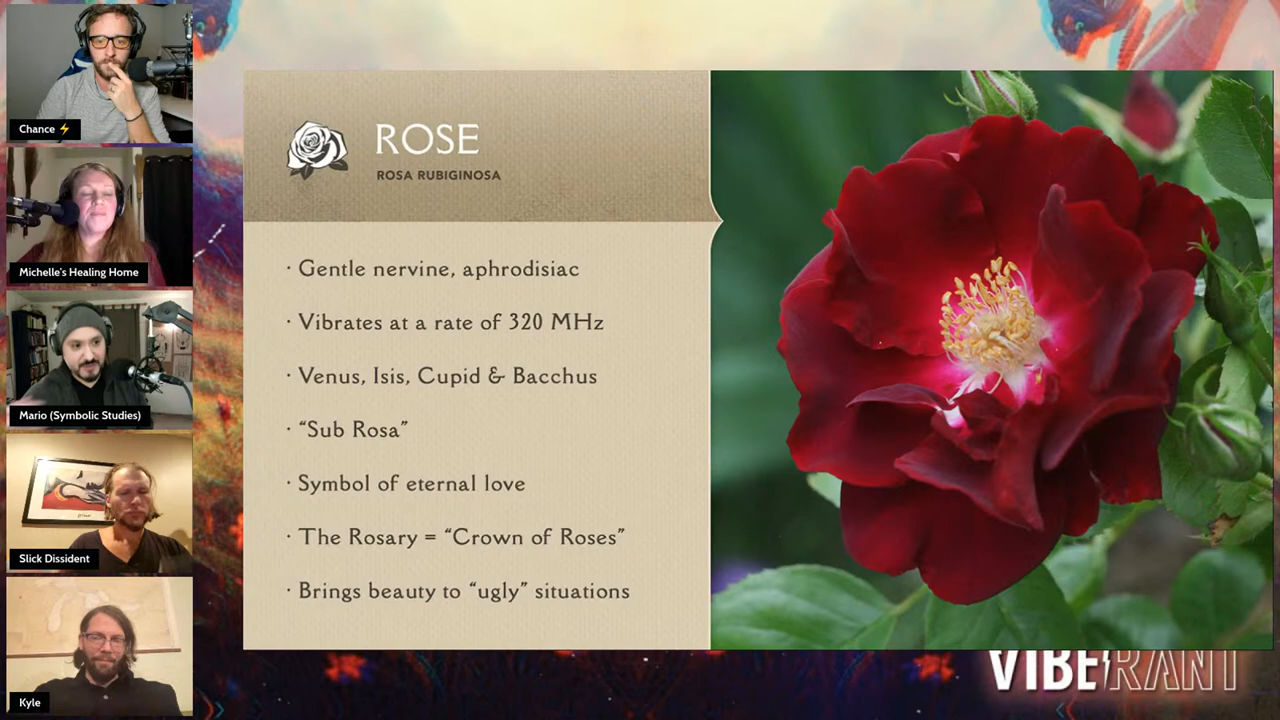 Chance ⚡
Michelle's Healing Home
Mario (Symbolic Studies)
Slick Dissident
Kyle
ROSE
ROSA RUBIGINOSA
· Gentle nervine, aphrodisiac
· Vibrates at a rate of 320 MHz
· Venus, Isis, Cupid & Bacchus
· “Sub Rosa”
· Symbol of eternal love
· The Rosary = “Crown of Roses”
· Brings beauty to “ugly” situations
VIBE RANT